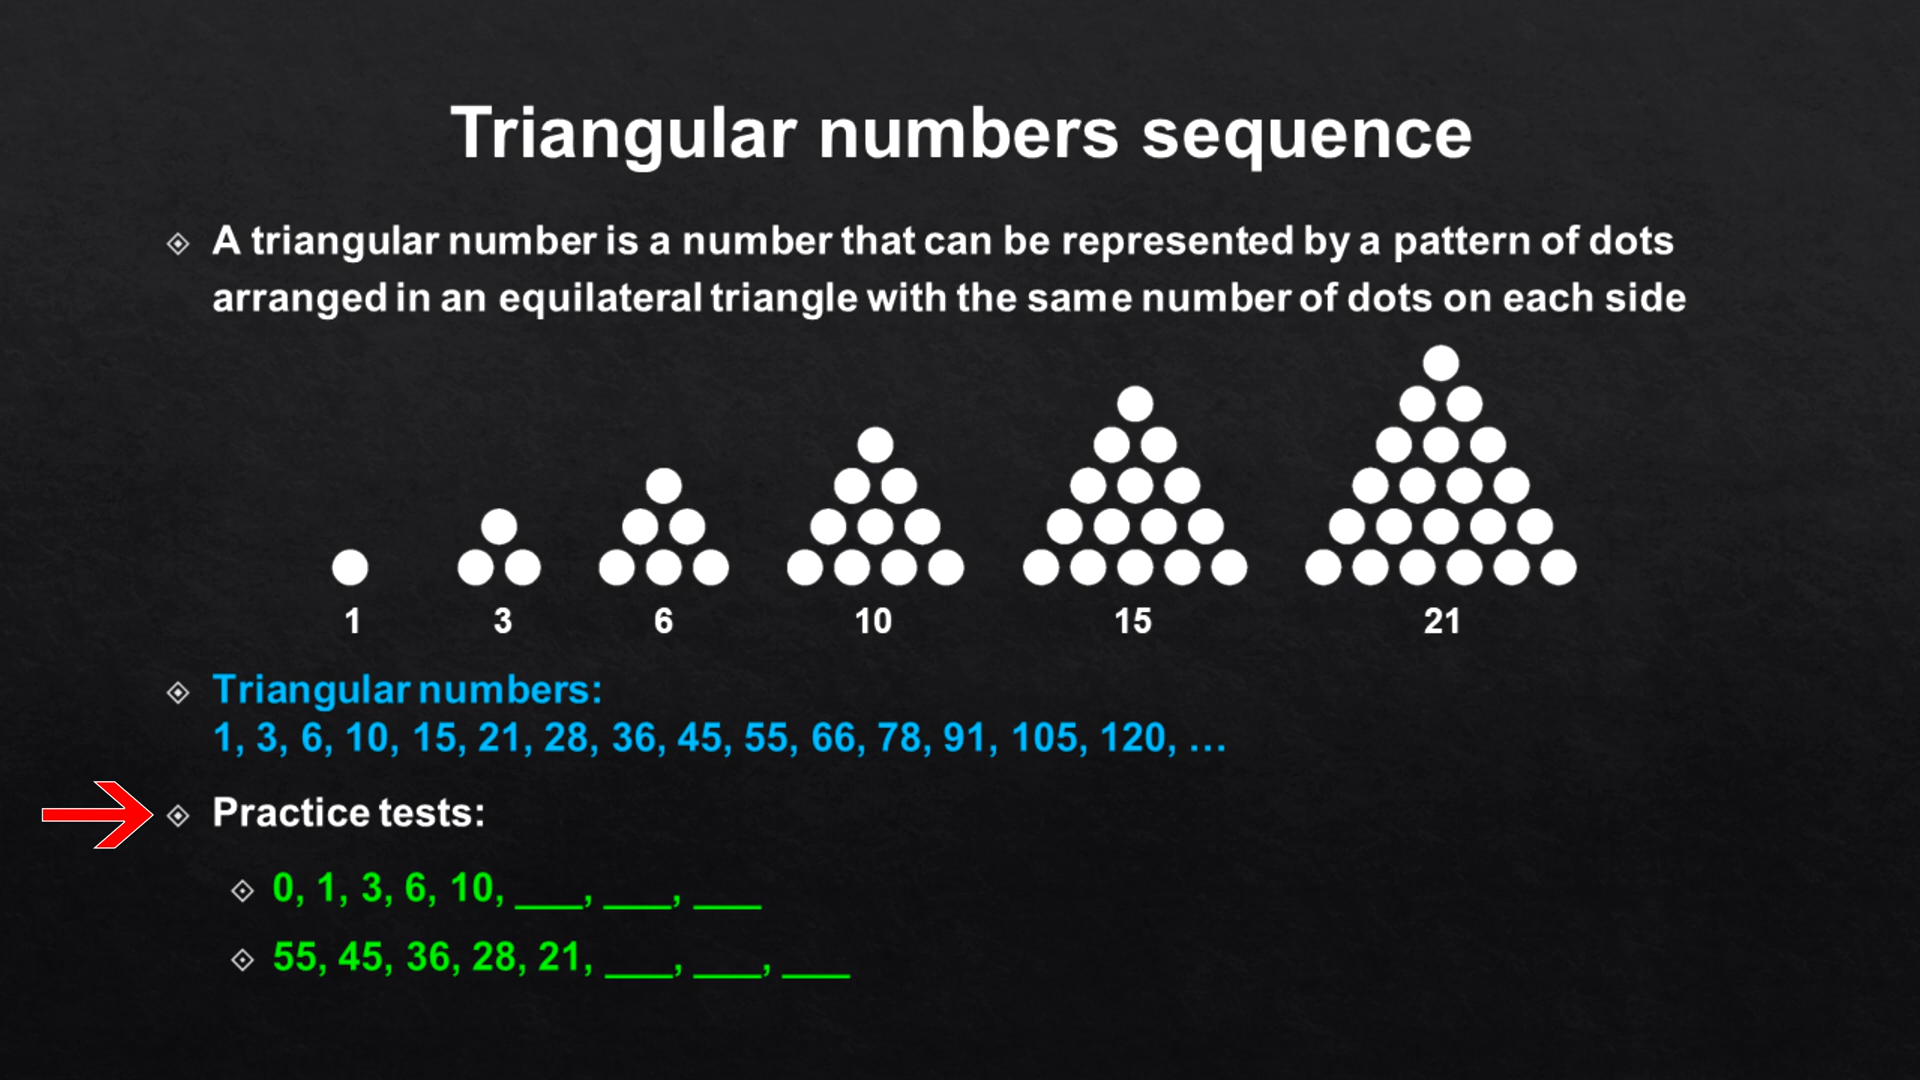 Triangular numbers sequence
A triangular number is a number that can be represented by a pattern of dots
arranged in an equilateral triangle with the same number of dots on each side
1 3 6 10 15 21
Triangular numbers:
1, 3, 6, 10, 15, 21, 28, 36, 45, 55, 66, 78, 91, 105, 120, …
Practice tests:
0, 1, 3, 6, 10, ___, ___, ___
55, 45, 36, 28, 21, ___, ___, ___